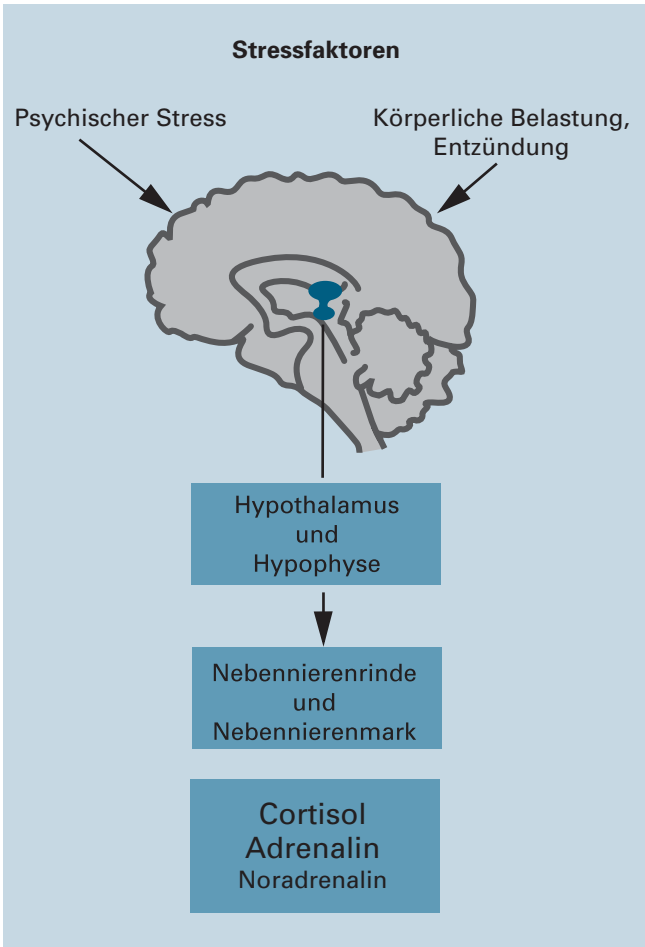 Stressfaktoren
Psychischer Stress
Körperliche Belastung,
Entzündung
Hypothalamus
und
Hypophyse
Nebennierenrinde
und
Nebennierenmark
Cortisol
Adrenalin
Noradrenalin